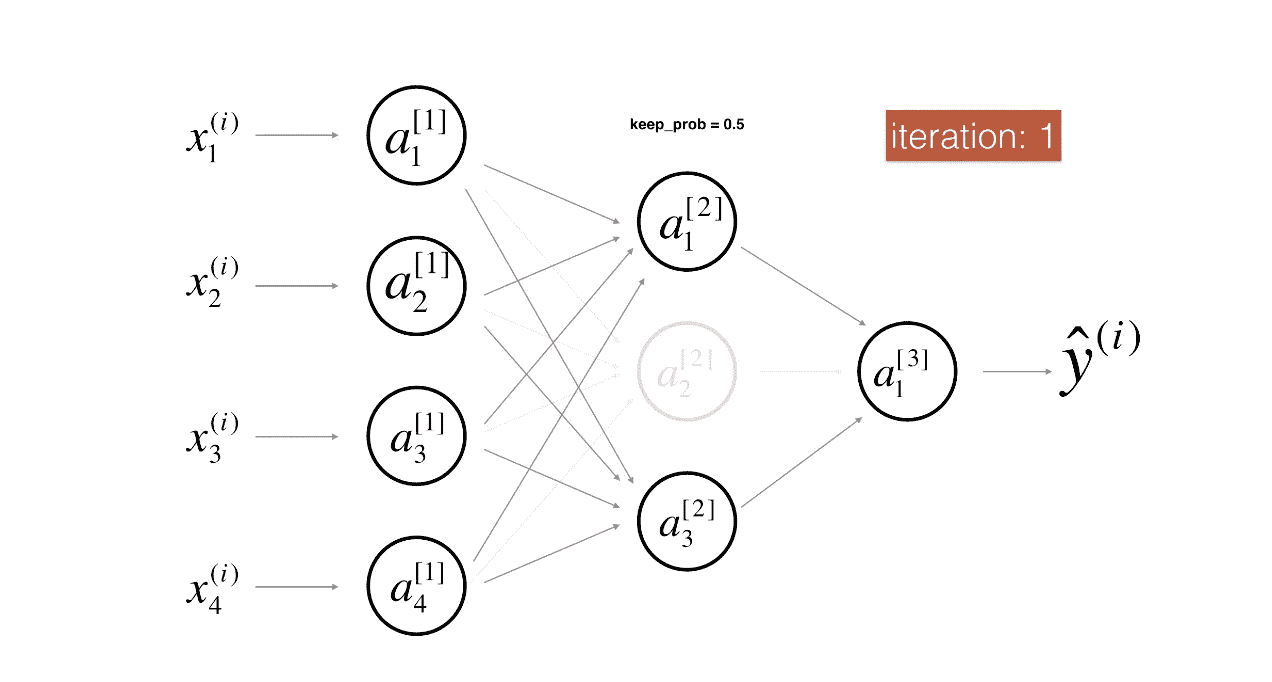 x_1^{(i)}
a_1^{[1]}
keep_prob = 0.5
iteration: 1
a_1^{[2]}
x_2^{(i)}
a_2^{[1]}
a_2^{[2]}
a_1^{[3]}
ŷ^{(i)}
x_3^{(i)}
a_3^{[1]}
a_3^{[2]}
x_4^{(i)}
a_4^{[1]}